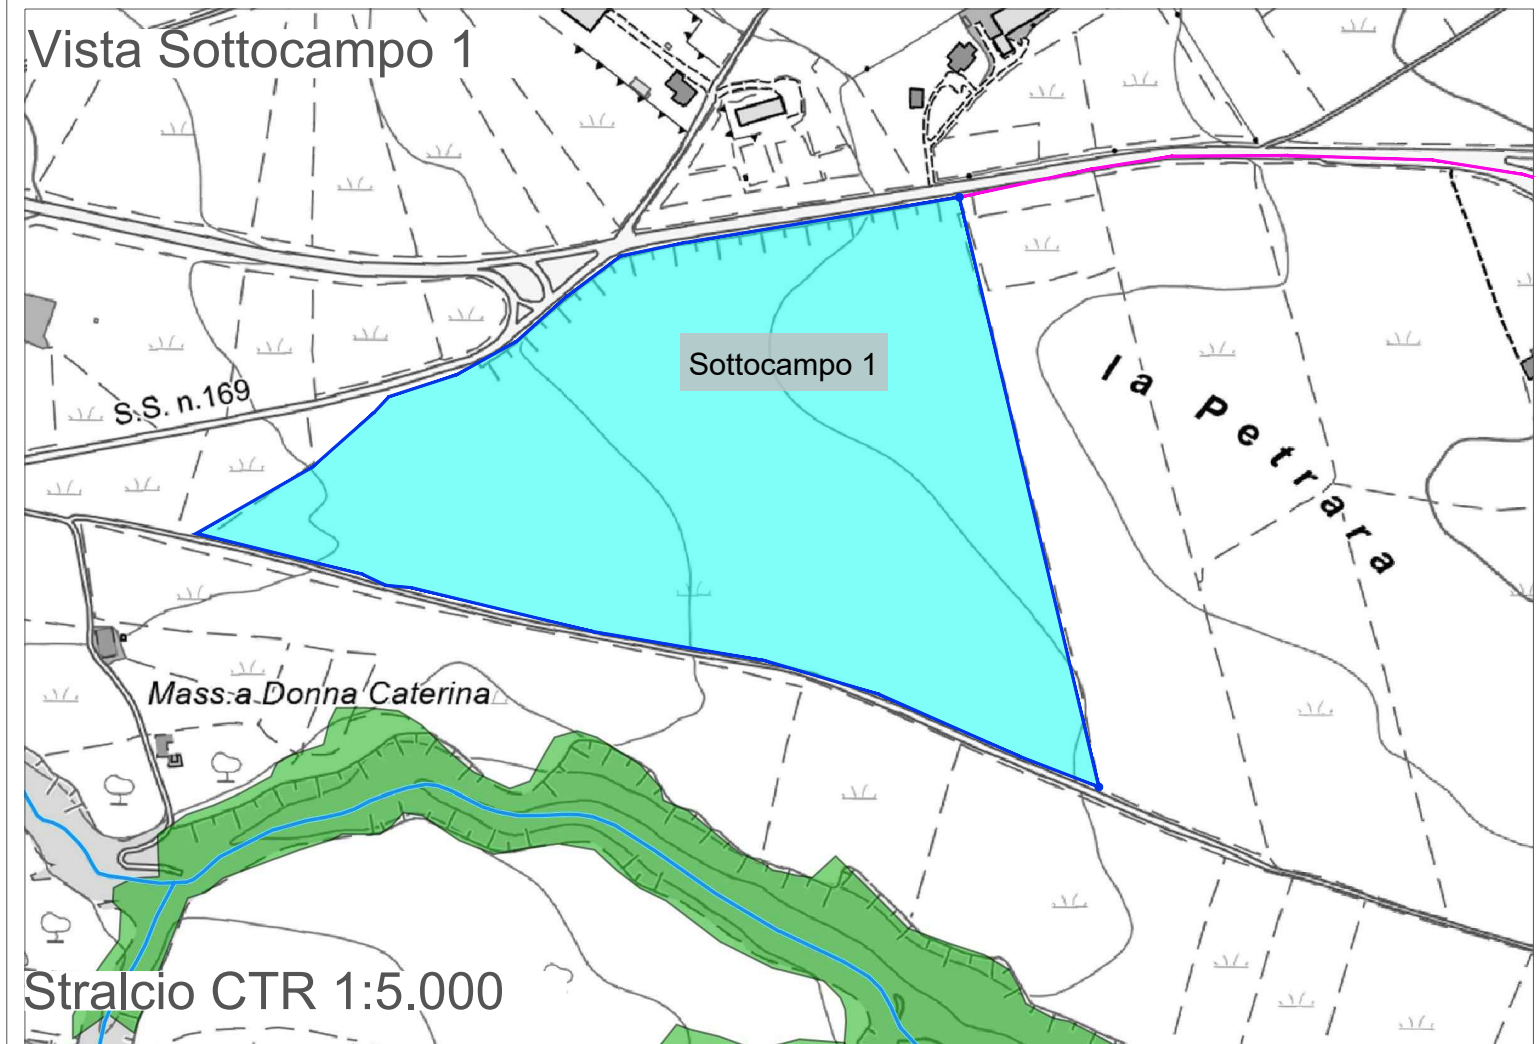 Vista Sottocampo 1
Sottocampo 1
S.S. n.169
la Petrara
Mass.a Donna Caterina
Stralcio CTR 1:5.000